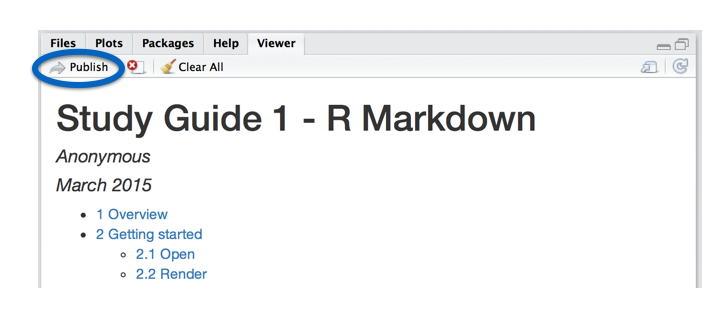 Files Plots Packages Help Viewer
Publish Clear All
Study Guide 1 - R Markdown
Anonymous
March 2015
1 Overview
2 Getting started
2.1 Open
2.2 Render